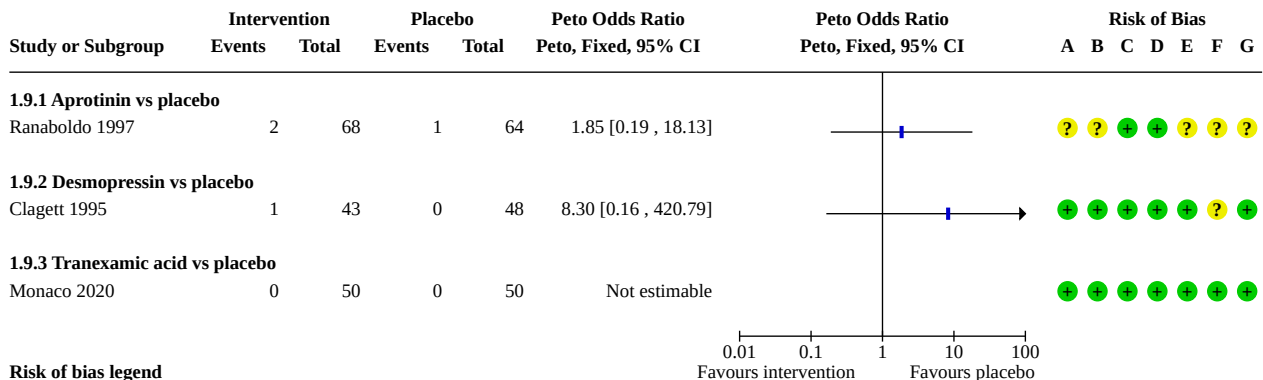 Intervention Placebo Peto Odds Ratio Peto Odds Ratio Risk of Bias
Study or Subgroup Events Total Events Total Peto, Fixed, 95% CI Peto, Fixed, 95% CI A B C D E F G
1.9.1 Aprotinin vs placebo
Ranaboldo 1997 2 68 1 64 1.85 [0.19 , 18.13] ? ? + + ? ? ?
1.9.2 Desmopressin vs placebo
Clagett 1995 1 43 0 48 8.30 [0.16 , 420.79] + + + + + ? +
1.9.3 Tranexamic acid vs placebo
Monaco 2020 0 50 0 50 Not estimable + + + + + + +
0.01 0.1 1 10 100
Favours intervention Favours placebo
Risk of bias legend